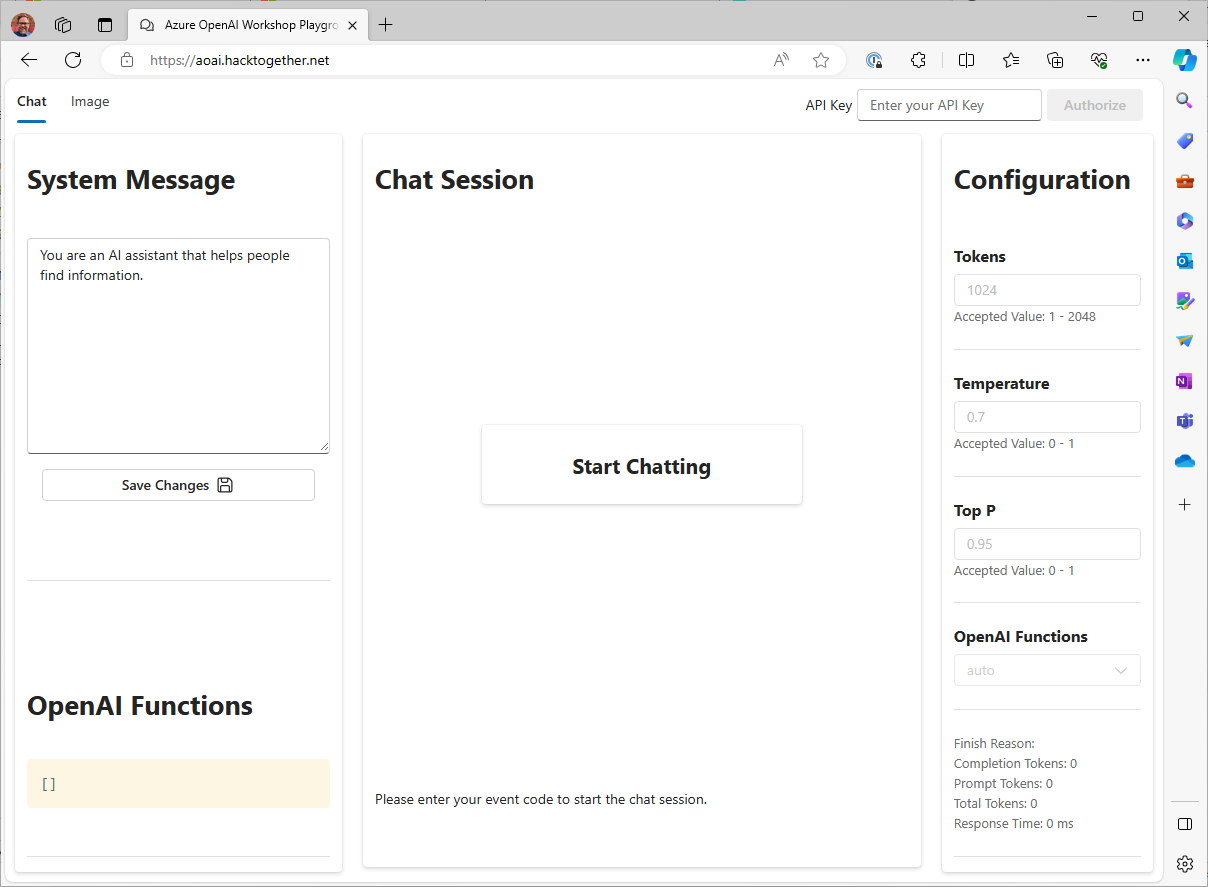 Azure OpenAI Workshop Playgro
https://aoai.hacktogether.net
Chat
Image
API Key
Enter your API Key
Authorize
System Message
You are an AI assistant that helps people
find information.
Save Changes
OpenAI Functions
[]
Chat Session
Start Chatting
Please enter your event code to start the chat session.
Configuration
Tokens
1024
Accepted Value: 1 - 2048
Temperature
0.7
Accepted Value: 0 - 1
Top P
0.95
Accepted Value: 0 - 1
OpenAI Functions
auto
Finish Reason:
Completion Tokens: 0
Prompt Tokens: 0
Total Tokens: 0
Response Time: 0 ms